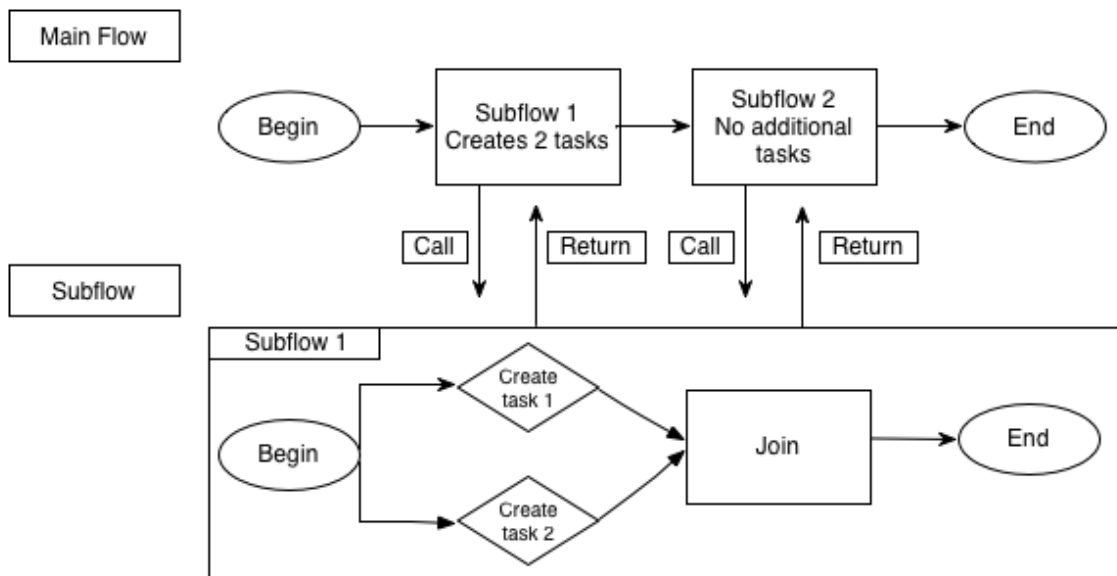 Main Flow
Begin
Subflow 1
Creates 2 tasks
Subflow 2
No additional
tasks
End
Call
Return
Call
Return
Subflow
Subflow 1
Begin
Create
task 1
Create
task 2
Join
End